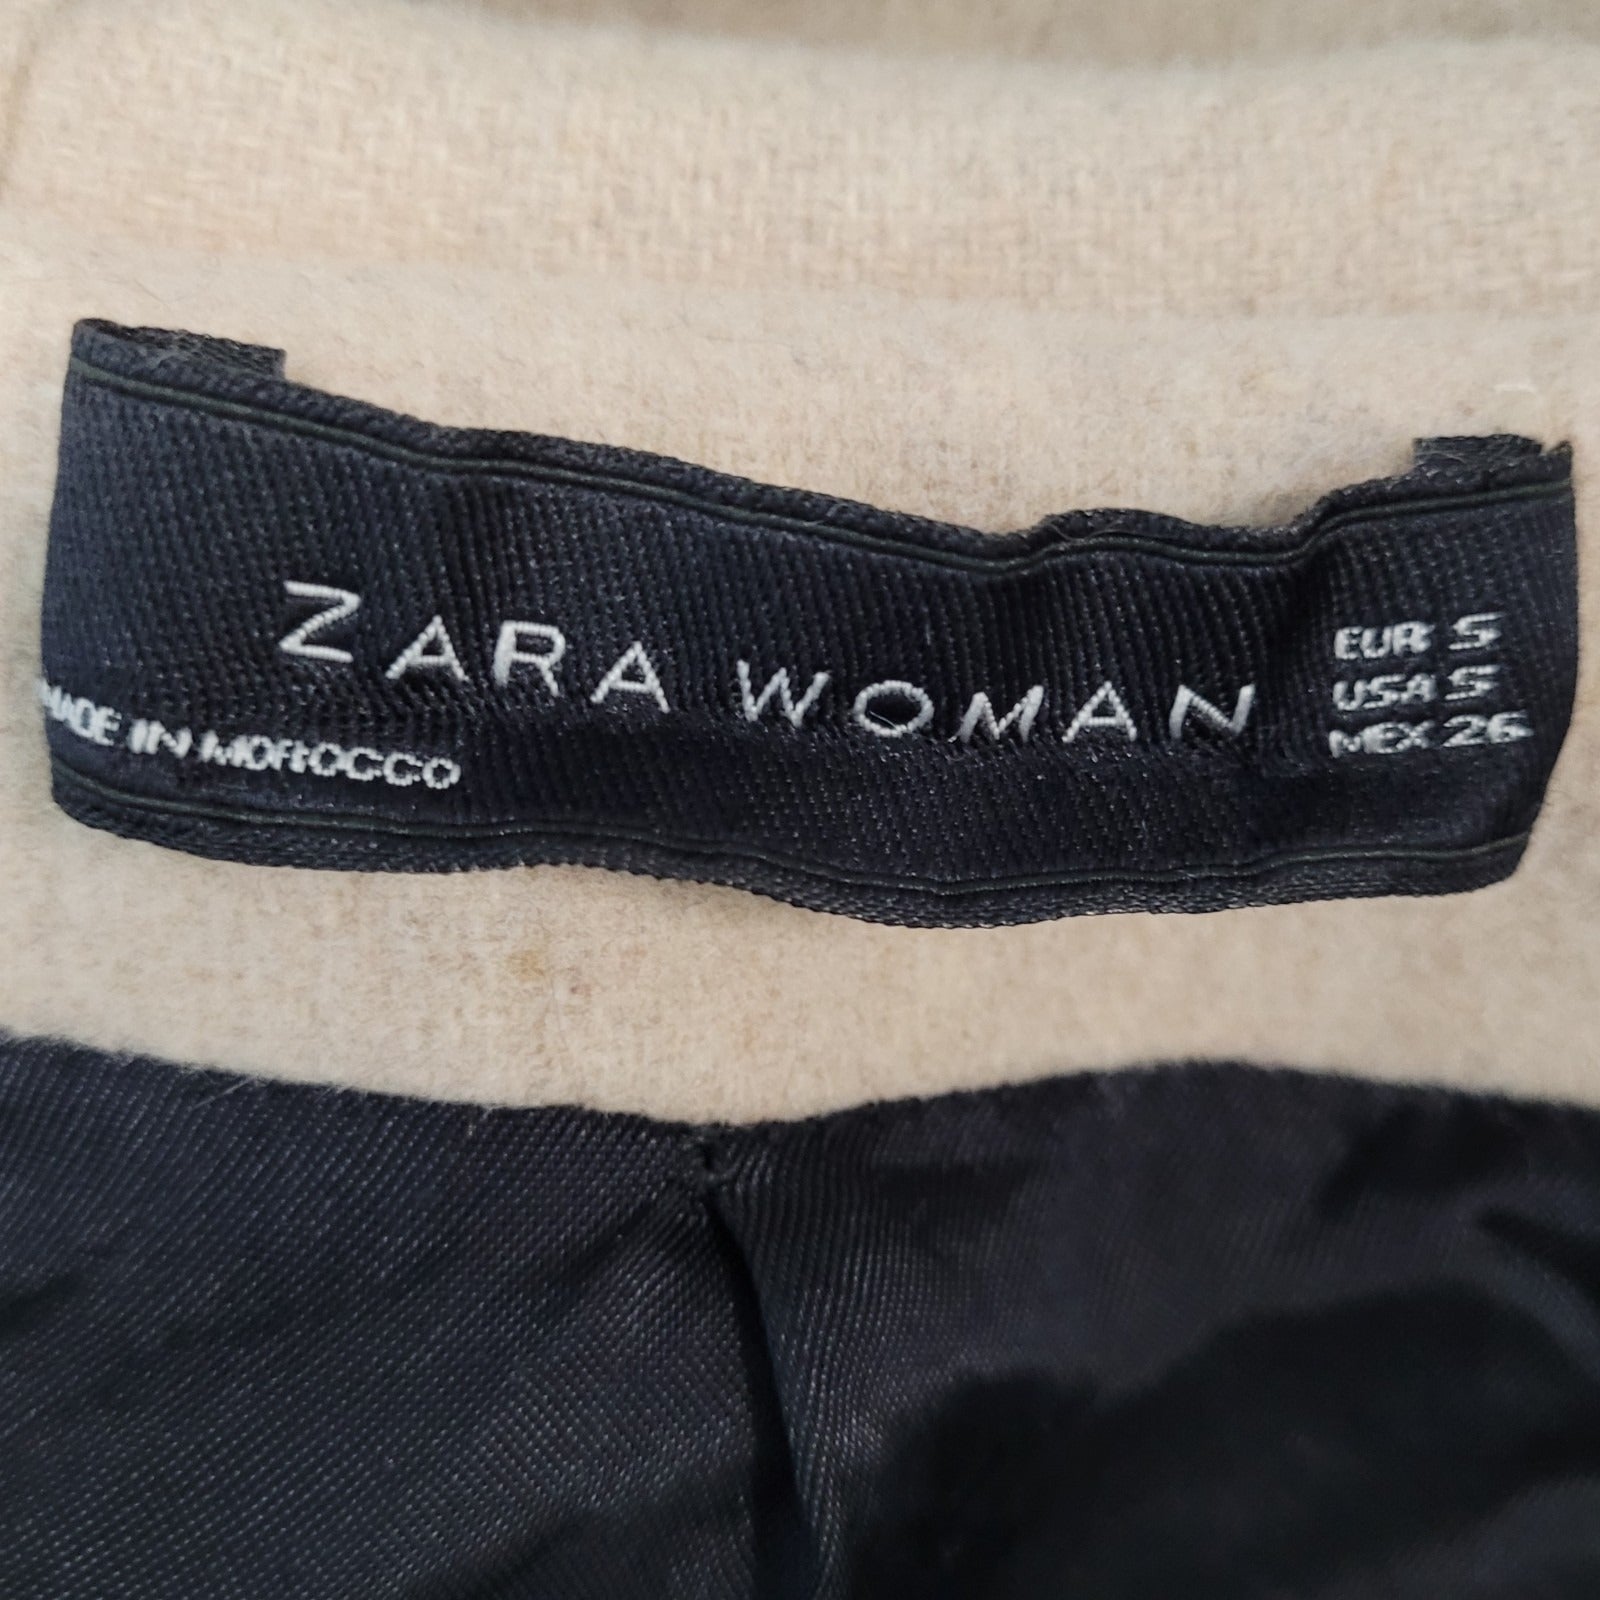 ZARA WOMAN
EUR S
USA S
MEX 26
MADE IN MOROCCO